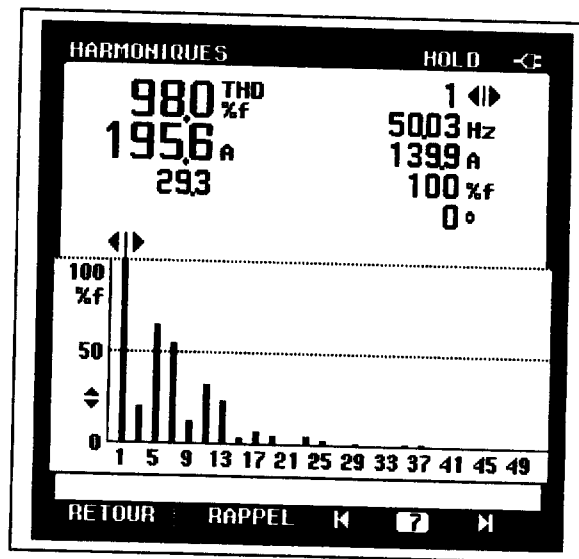 HARMONIQUES HOLD
98.0 THD %f
195.6 A
29.3
1
50.03 Hz
139.9 A
100 %f
0 °
100
%f
50
0
1 5 9 13 17 21 25 29 33 37 41 45 49
RETOUR RAPPEL 7